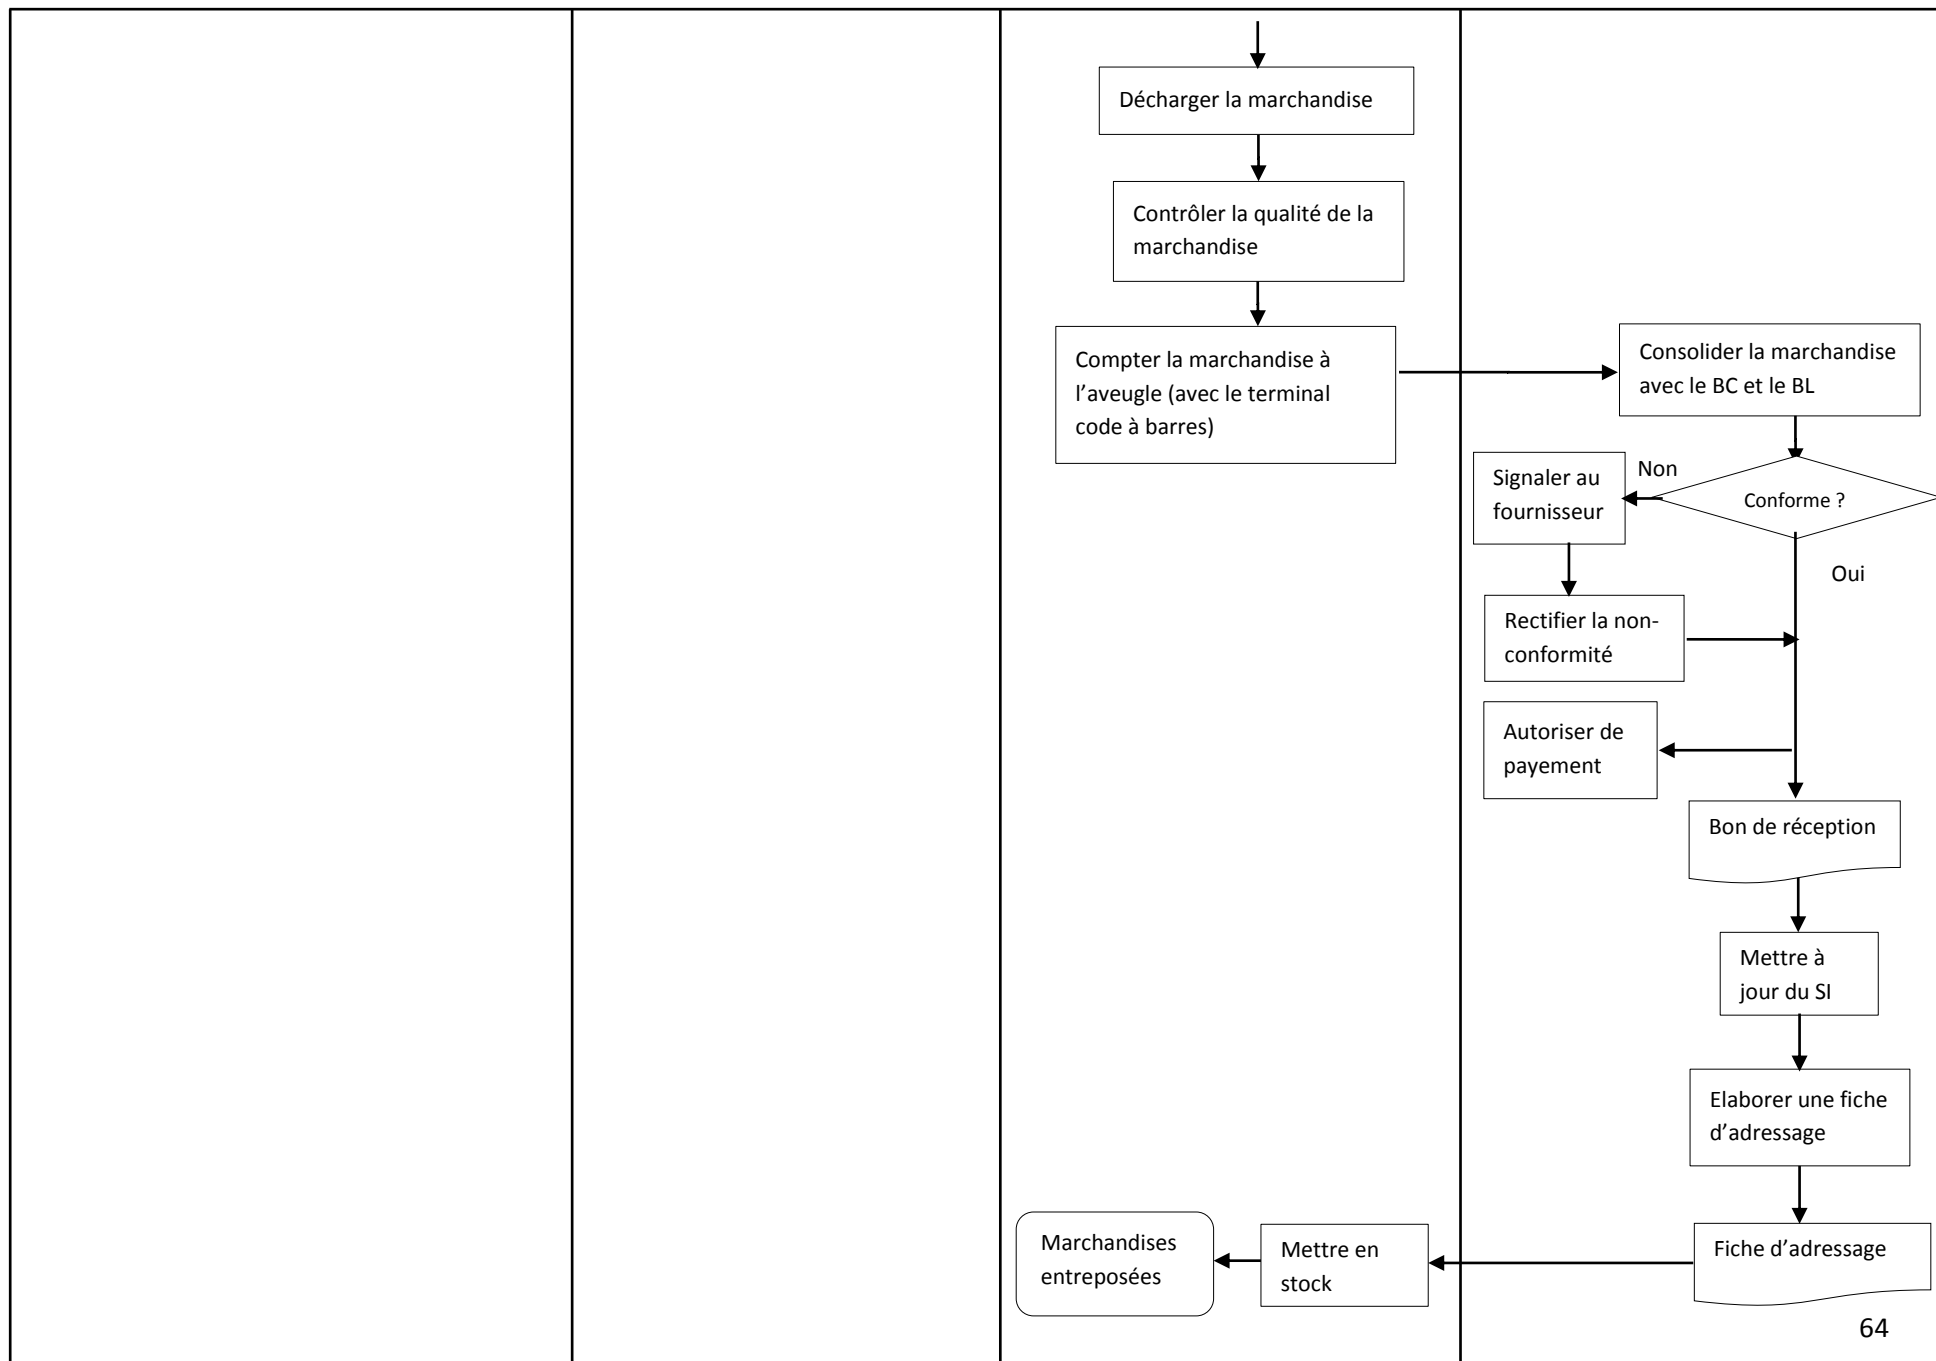 Décharger la marchandise
Contrôler la qualité de la
marchandise
Compter la marchandise à
l’aveugle (avec le terminal
code à barres)
Consolider la marchandise
avec le BC et le BL
Conforme ?
Non
Signaler au
fournisseur
Oui
Rectifier la non-
conformité
Autoriser de
payement
Bon de réception
Mettre à
jour du SI
Elaborer une fiche
d’adressage
Fiche d’adressage
Mettre en
stock
Marchandises
entreposées
64